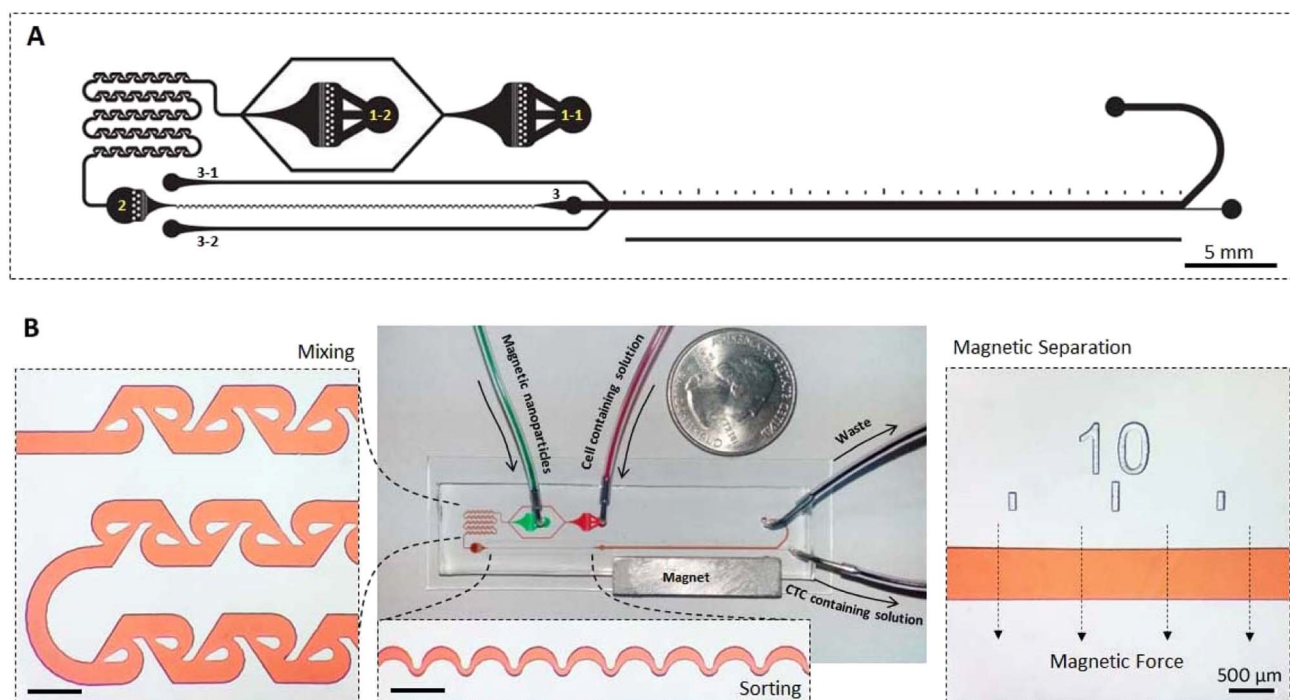 A
1-2
1-1
3-1
3
2
3-2
5 mm
B
Mixing
Magnetic nanoparticles
Cell containing solution
Waste
Magnet
CTC containing solution
Sorting
Magnetic Separation
10
Magnetic Force
500 µm